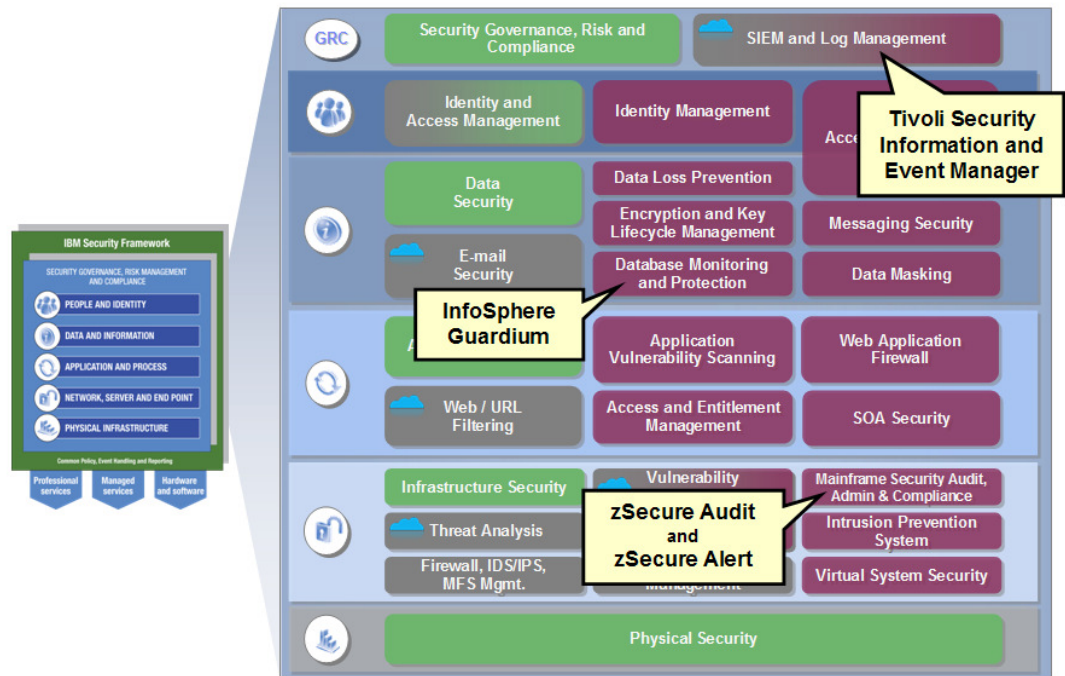 IBM Security Framework
SECURITY GOVERNANCE, RISK MANAGEMENT
AND COMPLIANCE
PEOPLE AND IDENTITY
DATA AND INFORMATION
APPLICATION AND PROCESS
NETWORK, SERVER AND END POINT
PHYSICAL INFRASTRUCTURE
Common Policy, Event Handling and Reporting
Professional
services
Managed
services
Hardware
and software
GRC
Security Governance, Risk and
Compliance
SIEM and Log Management
Tivoli Security
Information and
Event Manager
Identity and
Access Management
Identity Management
Data
Security
Data Loss Prevention
Encryption and Key
Lifecycle Management
Messaging Security
E-mail
Security
Database Monitoring
and Protection
Data Masking
InfoSphere
Guardium
Application
Vulnerability Scanning
Web Application
Firewall
Web / URL
Filtering
Access and Entitlement
Management
SOA Security
Infrastructure Security
Vulnerability
Mainframe Security Audit,
Admin & Compliance
zSecure Audit
and
zSecure Alert
Threat Analysis
Intrusion Prevention
System
Firewall, IDS/IPS,
MFS Mgmt.
Management
Virtual System Security
Physical Security